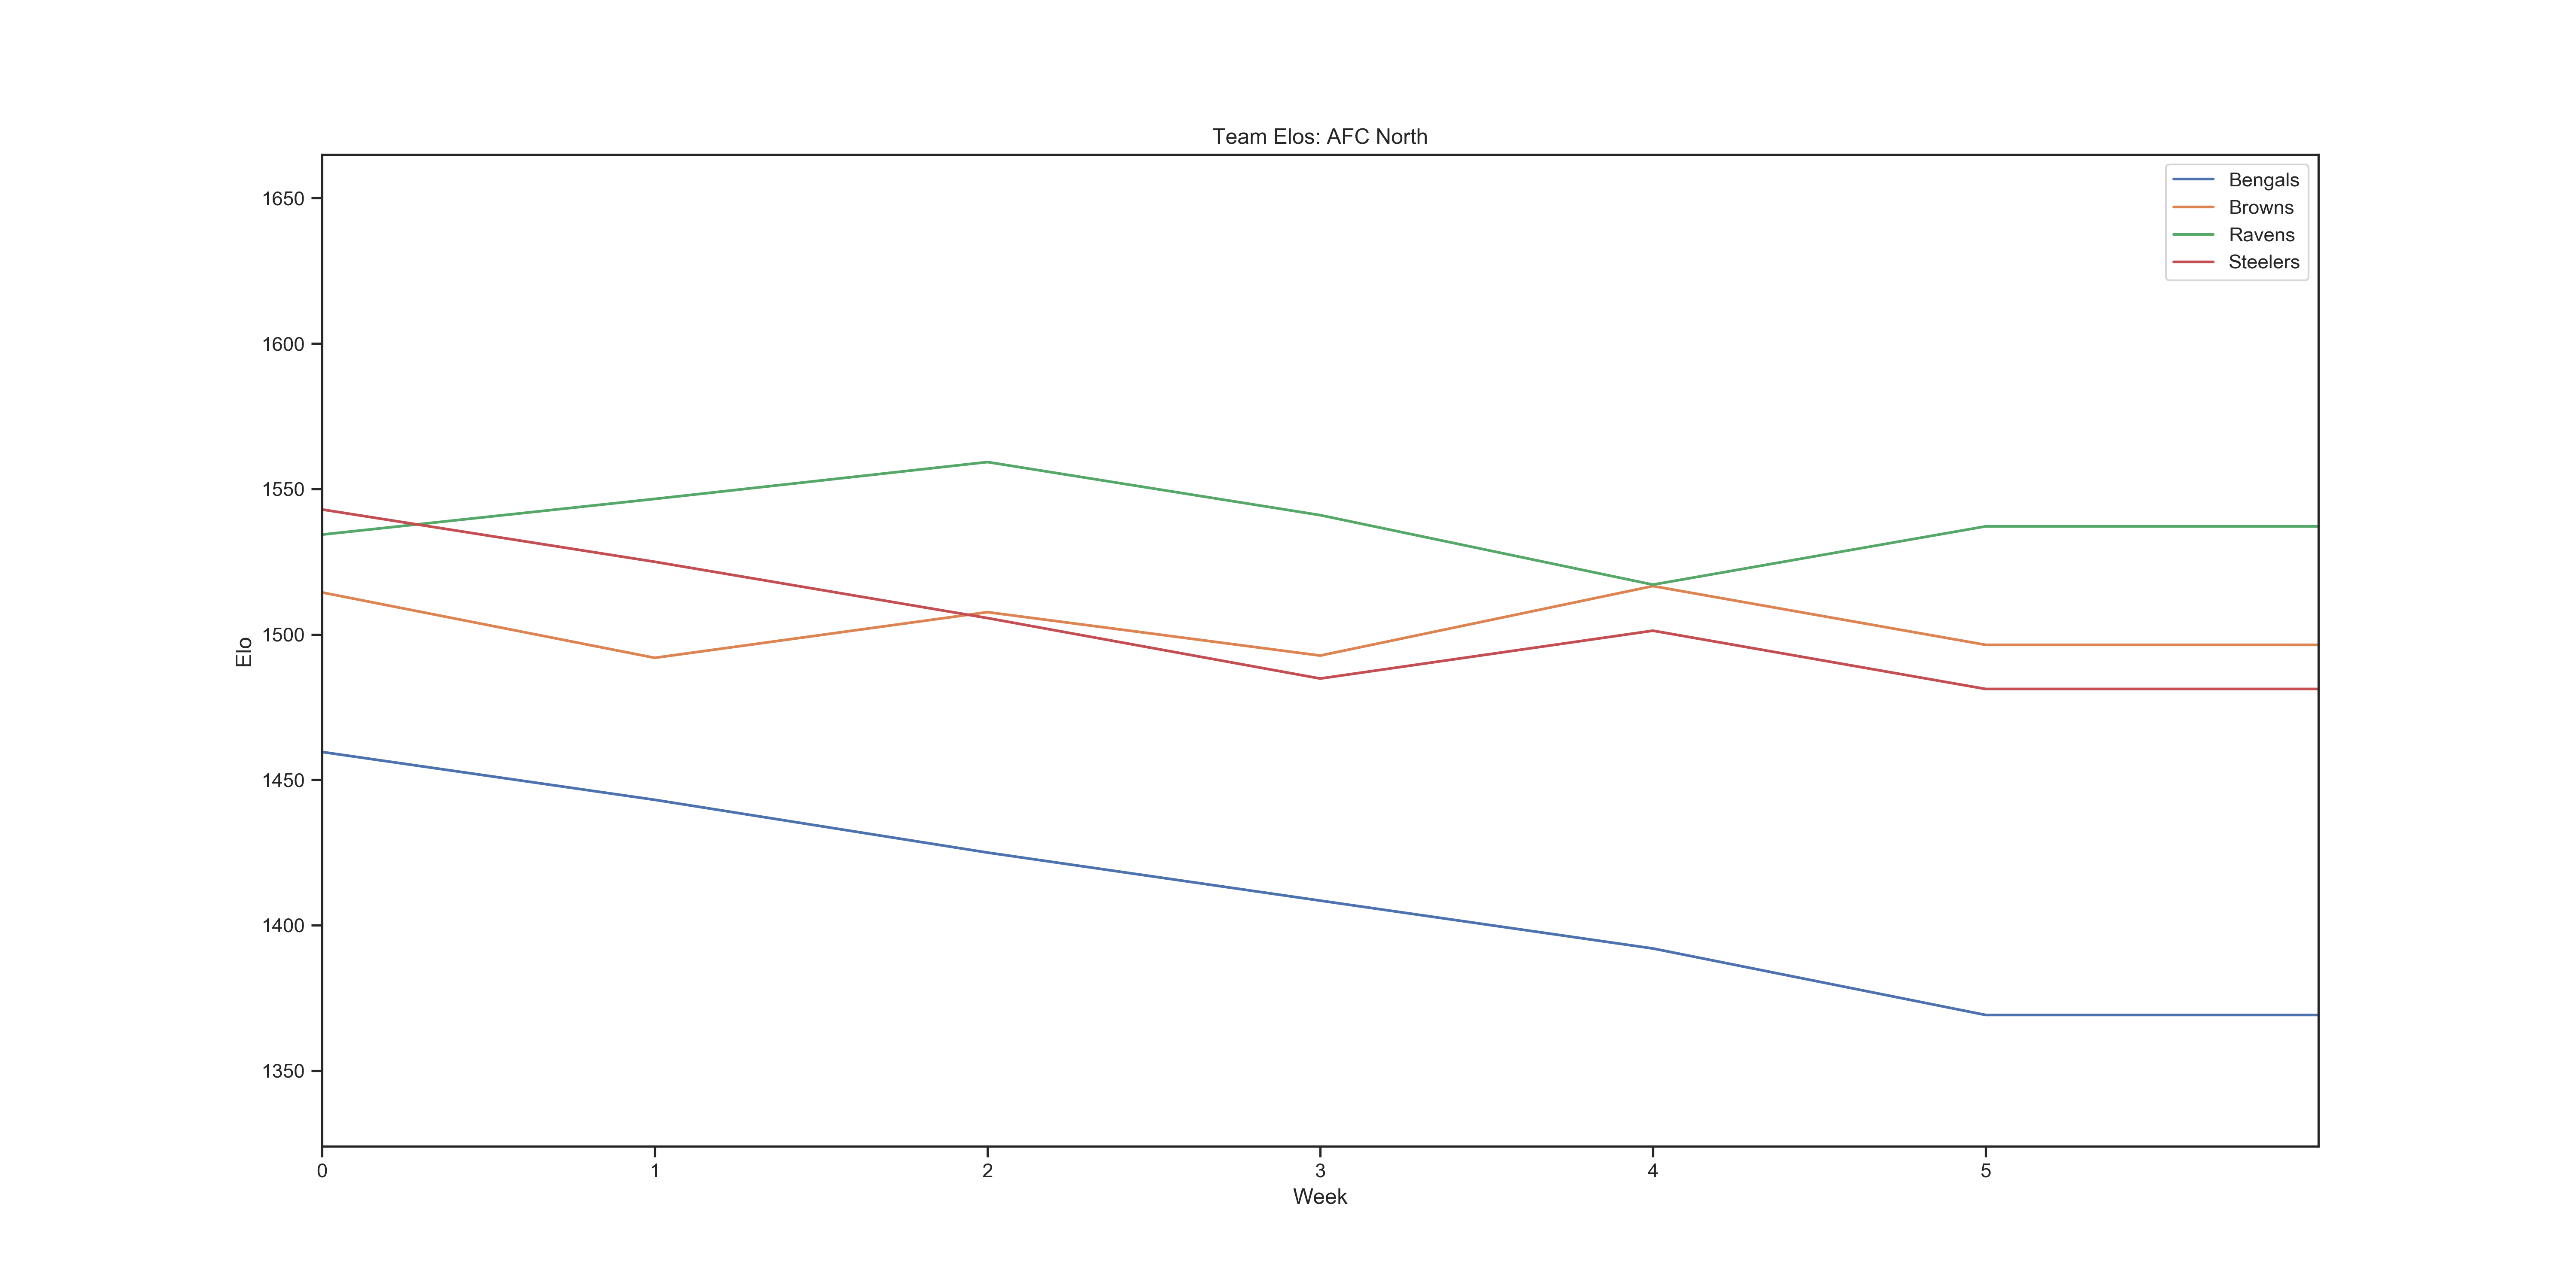 Team Elos: AFC North
Bengals
Browns
Ravens
Steelers
1650
1600
1550
1500
1450
1400
1350
Elo
0 1 2 3 4 5
Week